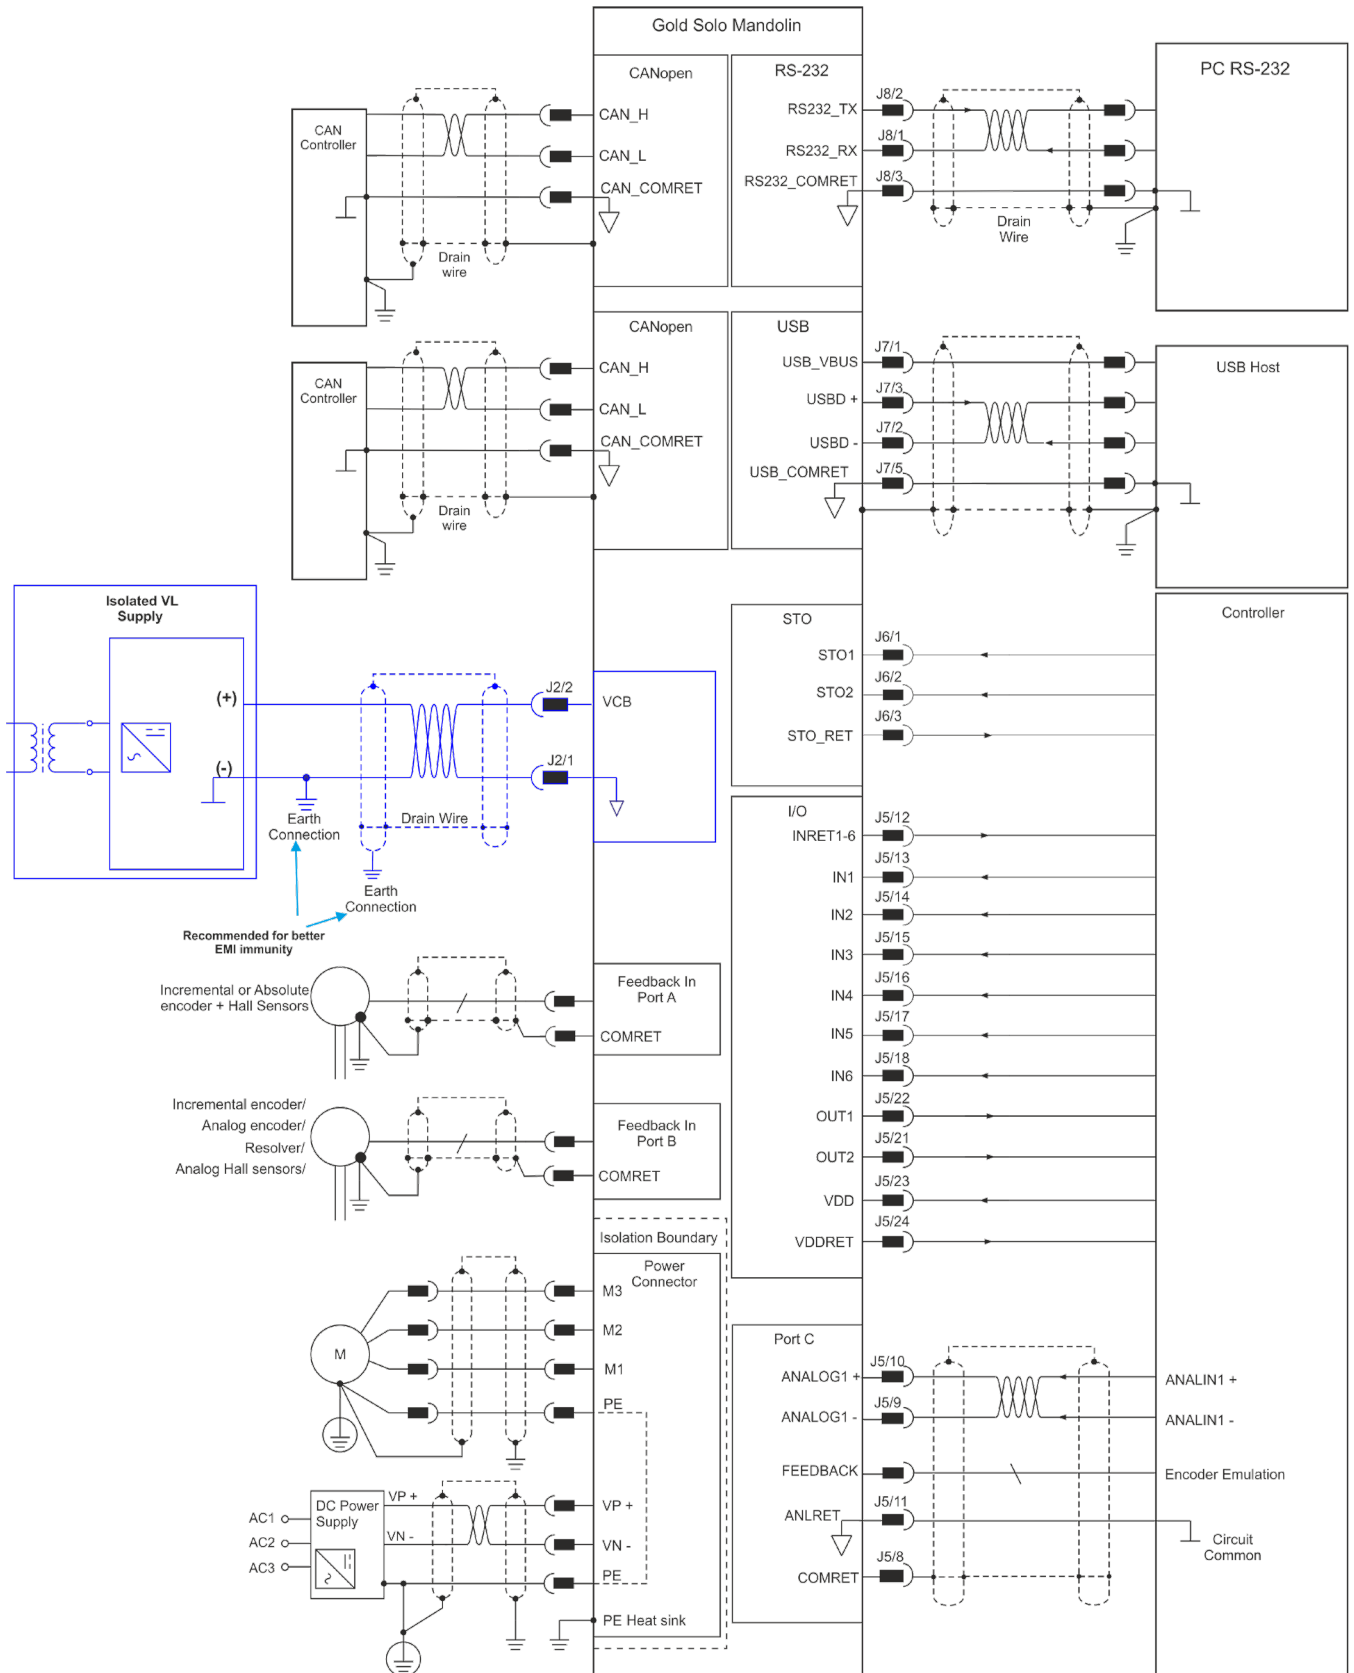 Gold Solo Mandolin
CANopen
CAN
Controller
CAN_H
CAN_L
CAN_COMRET
Drain
wire
RS-232
PC RS-232
RS232_TX
J8/2
RS232_RX
J8/1
RS232_COMRET
J8/3
Drain
Wire
CANopen
CAN
Controller
CAN_H
CAN_L
CAN_COMRET
Drain
wire
USB
USB Host
USB_VBUS
J7/1
USBD +
J7/3
USBD -
J7/2
USB_COMRET
J7/5
Isolated VL
Supply
(+)
(-)
J2/2
VCB
J2/1
Drain Wire
Earth
Connection
Earth
Connection
Recommended for better
EMI immunity
STO
Controller
STO1
J6/1
STO2
J6/2
STO_RET
J6/3
I/O
INRET1-6
J5/12
IN1
J5/13
IN2
J5/14
IN3
J5/15
IN4
J5/16
IN5
J5/17
IN6
J5/18
OUT1
J5/22
OUT2
J5/21
VDD
J5/23
VDDRET
J5/24
Incremental or Absolute
encoder + Hall Sensors
Feedback In
Port A
COMRET
Incremental encoder/
Analog encoder/
Resolver/
Analog Hall sensors/
Feedback In
Port B
COMRET
Isolation Boundary
Power
Connector
M3
M2
M1
PE
M
AC1
AC2
AC3
DC Power
Supply
VP +
VN -
VP +
VN -
PE
PE Heat sink
Port C
ANALOG1 +
J5/10
ANALIN1 +
ANALOG1 -
J5/9
ANALIN1 -
FEEDBACK
Encoder Emulation
ANLRET
J5/11
Circuit
Common
COMRET
J5/8